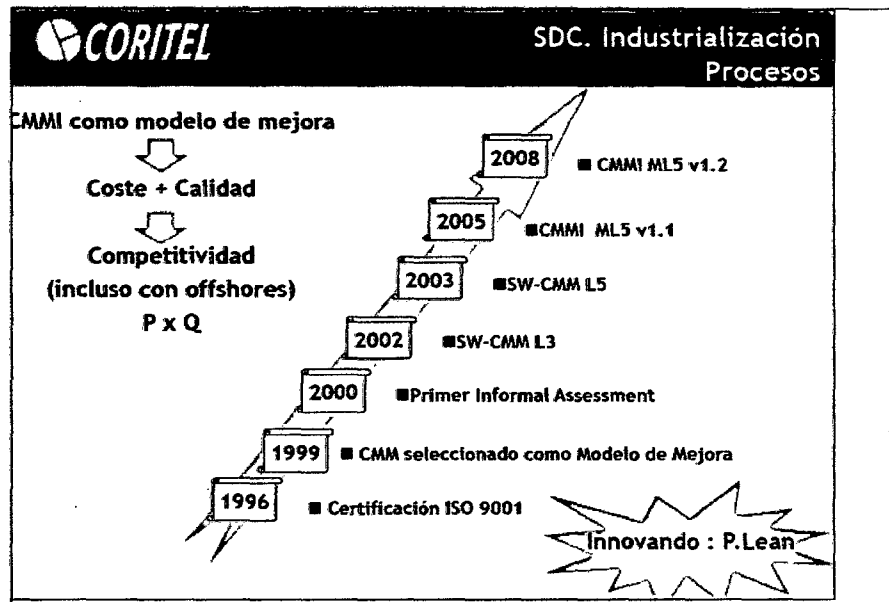 CORITEL
SDC. Industrialización
Procesos
CMMI como modelo de mejora
Coste + Calidad
Competitividad
(incluso con offshores)
P x Q
2008
■ CMMI ML5 v1.2
2005
■CMMI ML5 v1.1
2003
■SW-CMM L5
2002
■SW-CMM L3
2000
■Primer Informal Assessment
1999
■ CMM seleccionado como Modelo de Mejora
1996
■ Certificación ISO 9001
Innovando : P.Lean